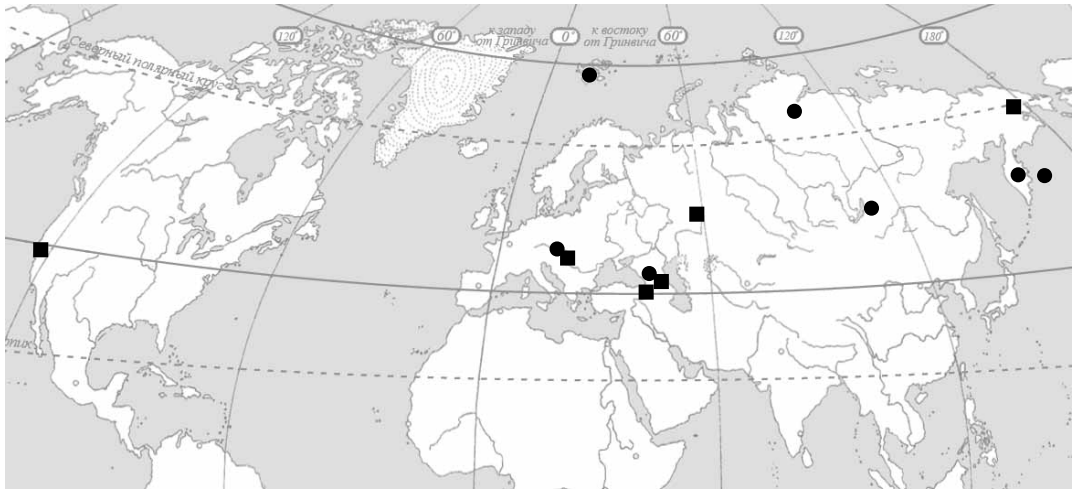 120° 60° к западу от Гринвича 0° к востоку от Гринвича 60° 120° 180°
Северный полярный круг